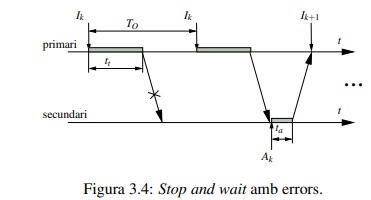 I_k T_O I_k I_{k+1}
primari t
t_t
secundari t
t_a
A_k
...
Figura 3.4: Stop and wait amb errors.